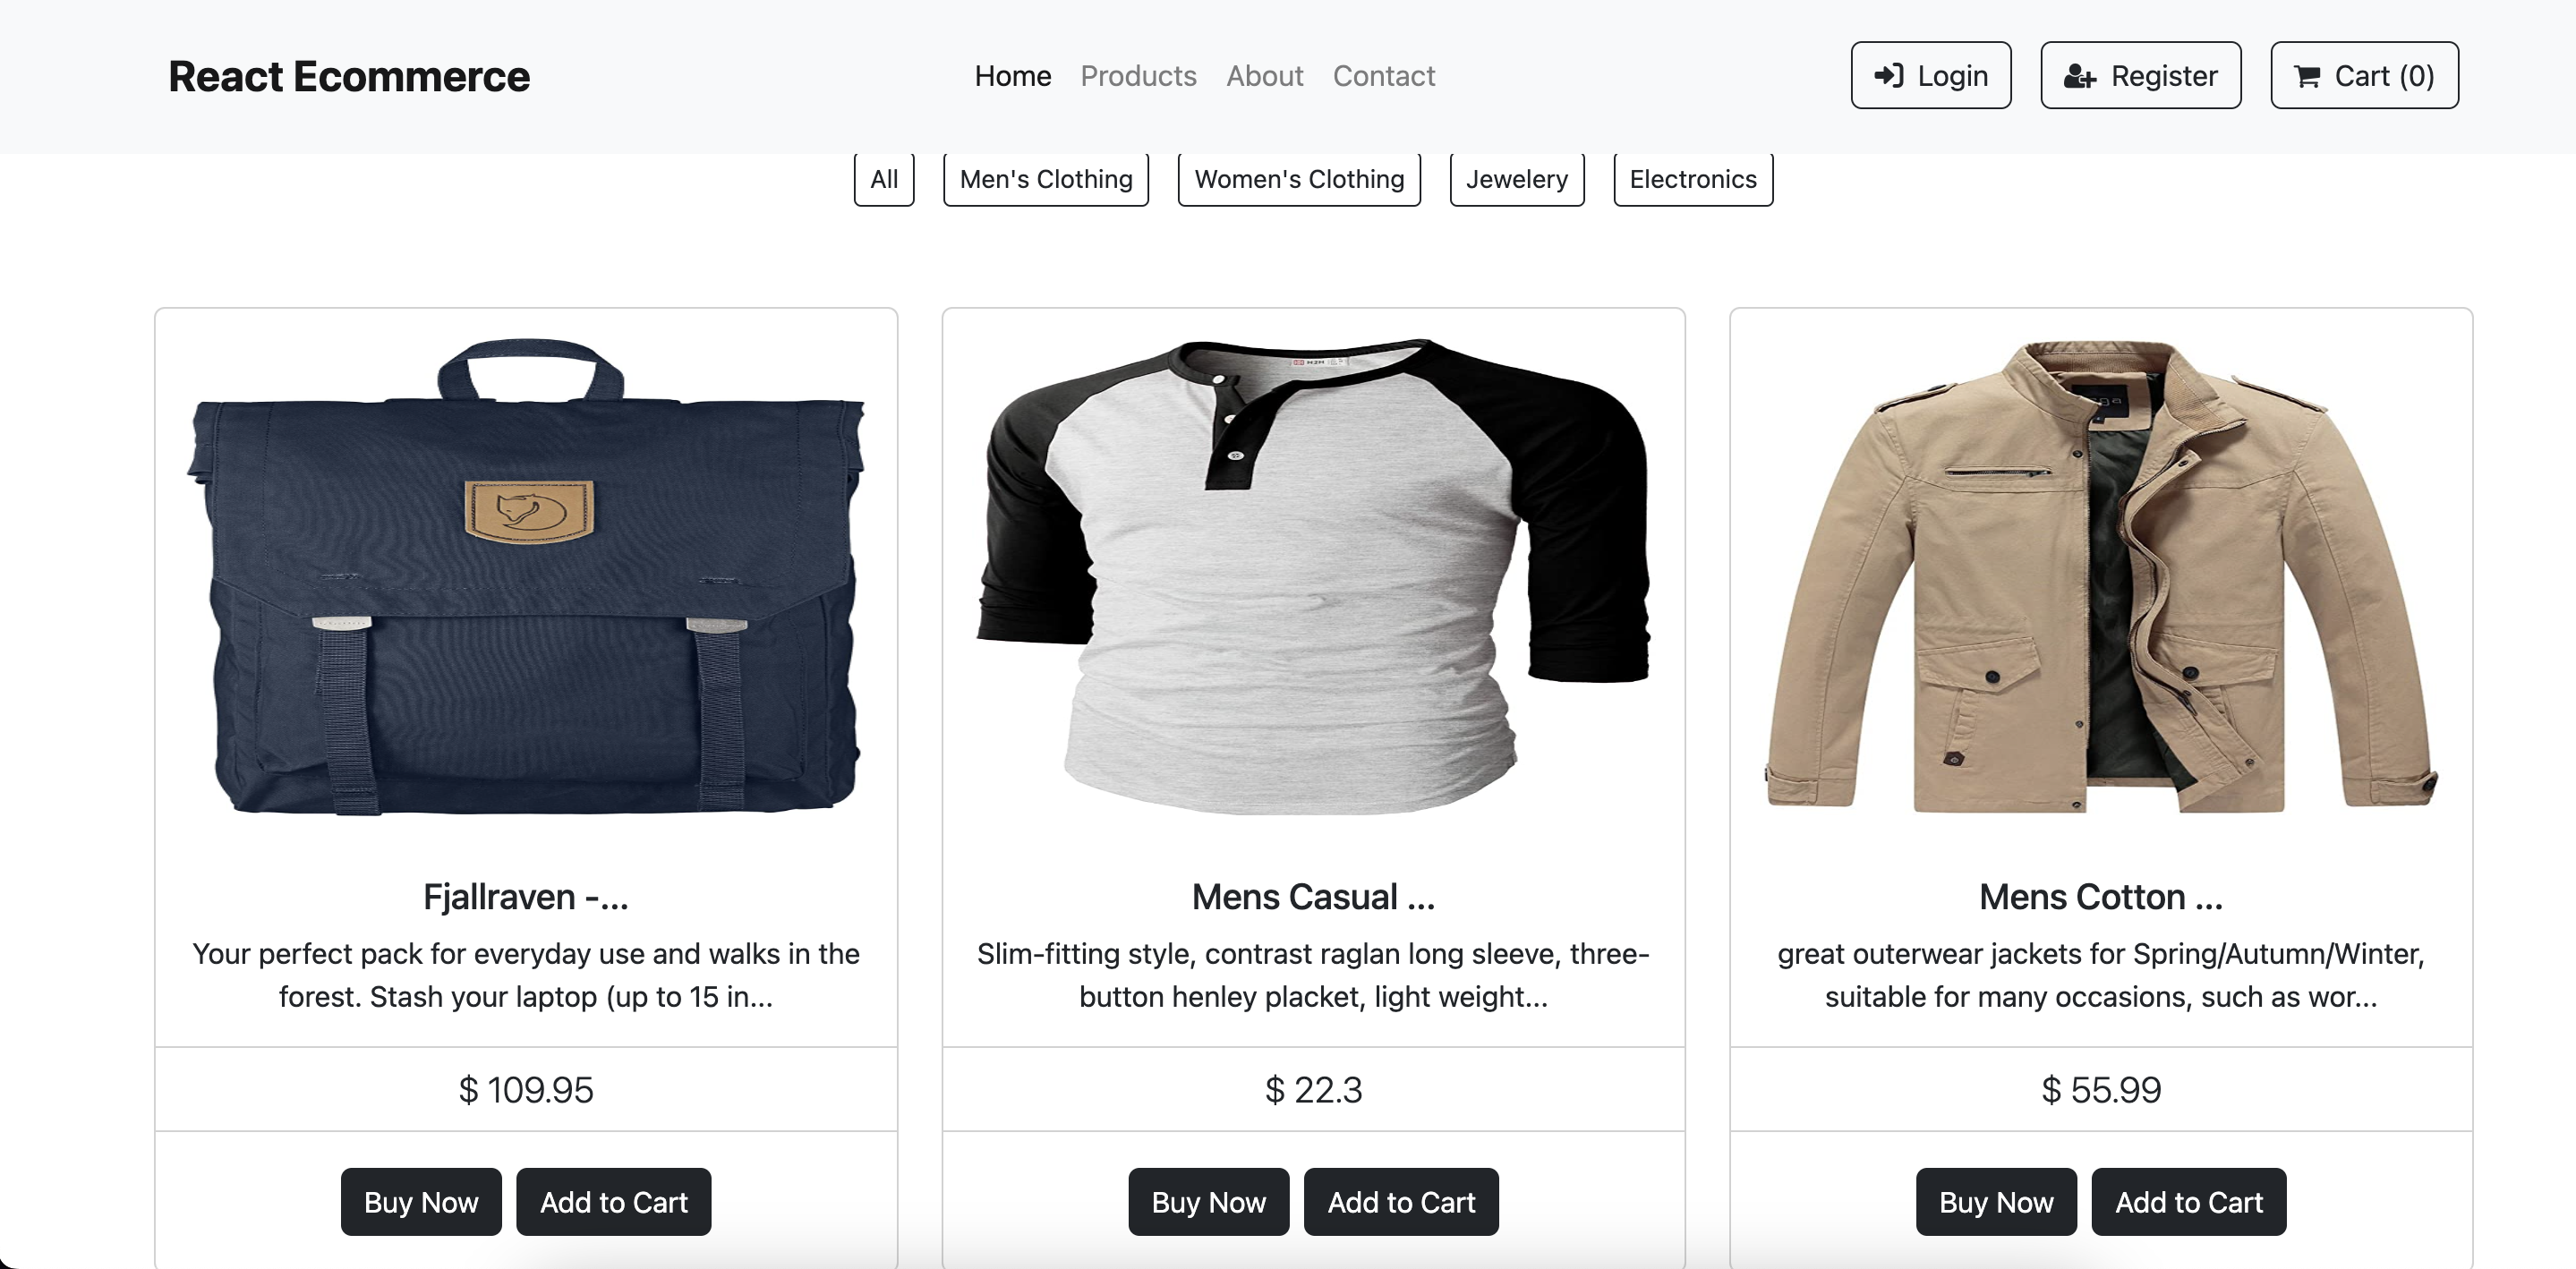 React Ecommerce
Home Products About Contact
Login
Register
Cart (0)
All
Men's Clothing
Women's Clothing
Jewelery
Electronics
Fjallraven -...
Your perfect pack for everyday use and walks in the
forest. Stash your laptop (up to 15 in...
$ 109.95
Buy Now
Add to Cart
Mens Casual ...
Slim-fitting style, contrast raglan long sleeve, three-
button henley placket, light weight...
$ 22.3
Buy Now
Add to Cart
Mens Cotton ...
great outerwear jackets for Spring/Autumn/Winter,
suitable for many occasions, such as wor...
$ 55.99
Buy Now
Add to Cart